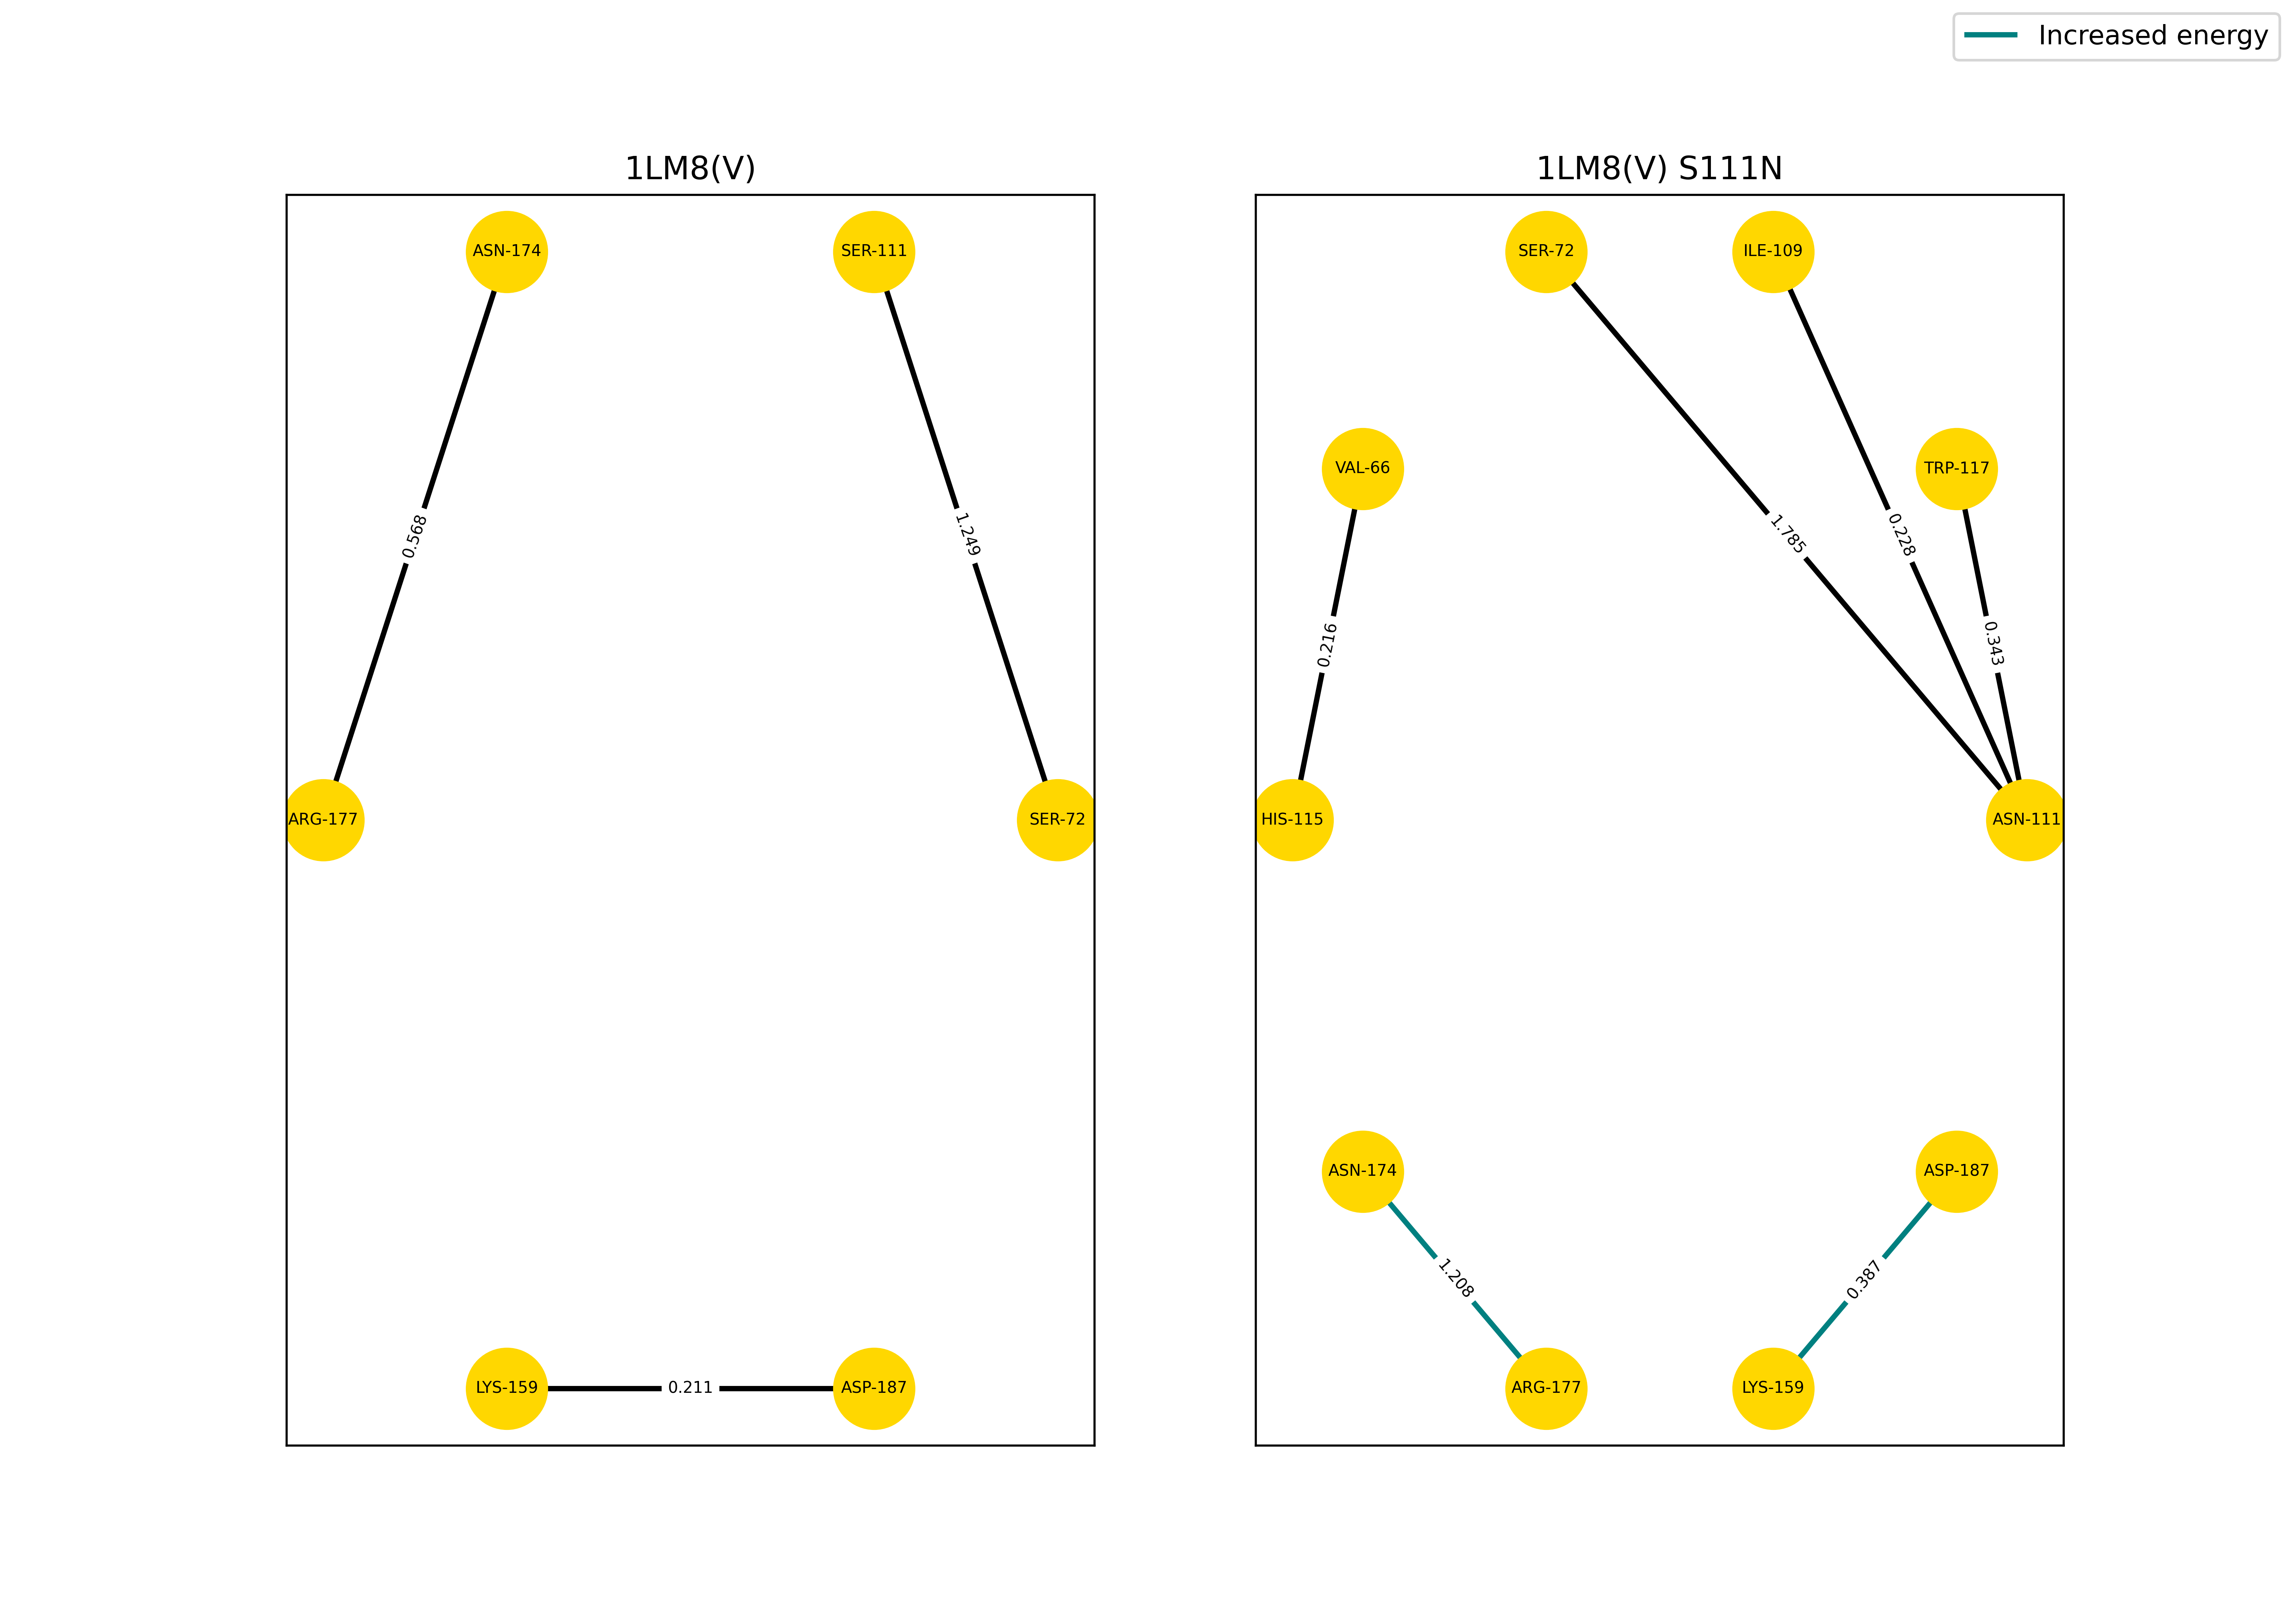 Increased energy
1LM8(V)
ASN-174
SER-111
0.568
1.249
ARG-177
SER-72
LYS-159
0.211
ASP-187
1LM8(V) S111N
SER-72
ILE-109
VAL-66
TRP-117
1.785
0.228
0.216
0.343
HIS-115
ASN-111
ASN-174
ASP-187
1.208
0.387
ARG-177
LYS-159